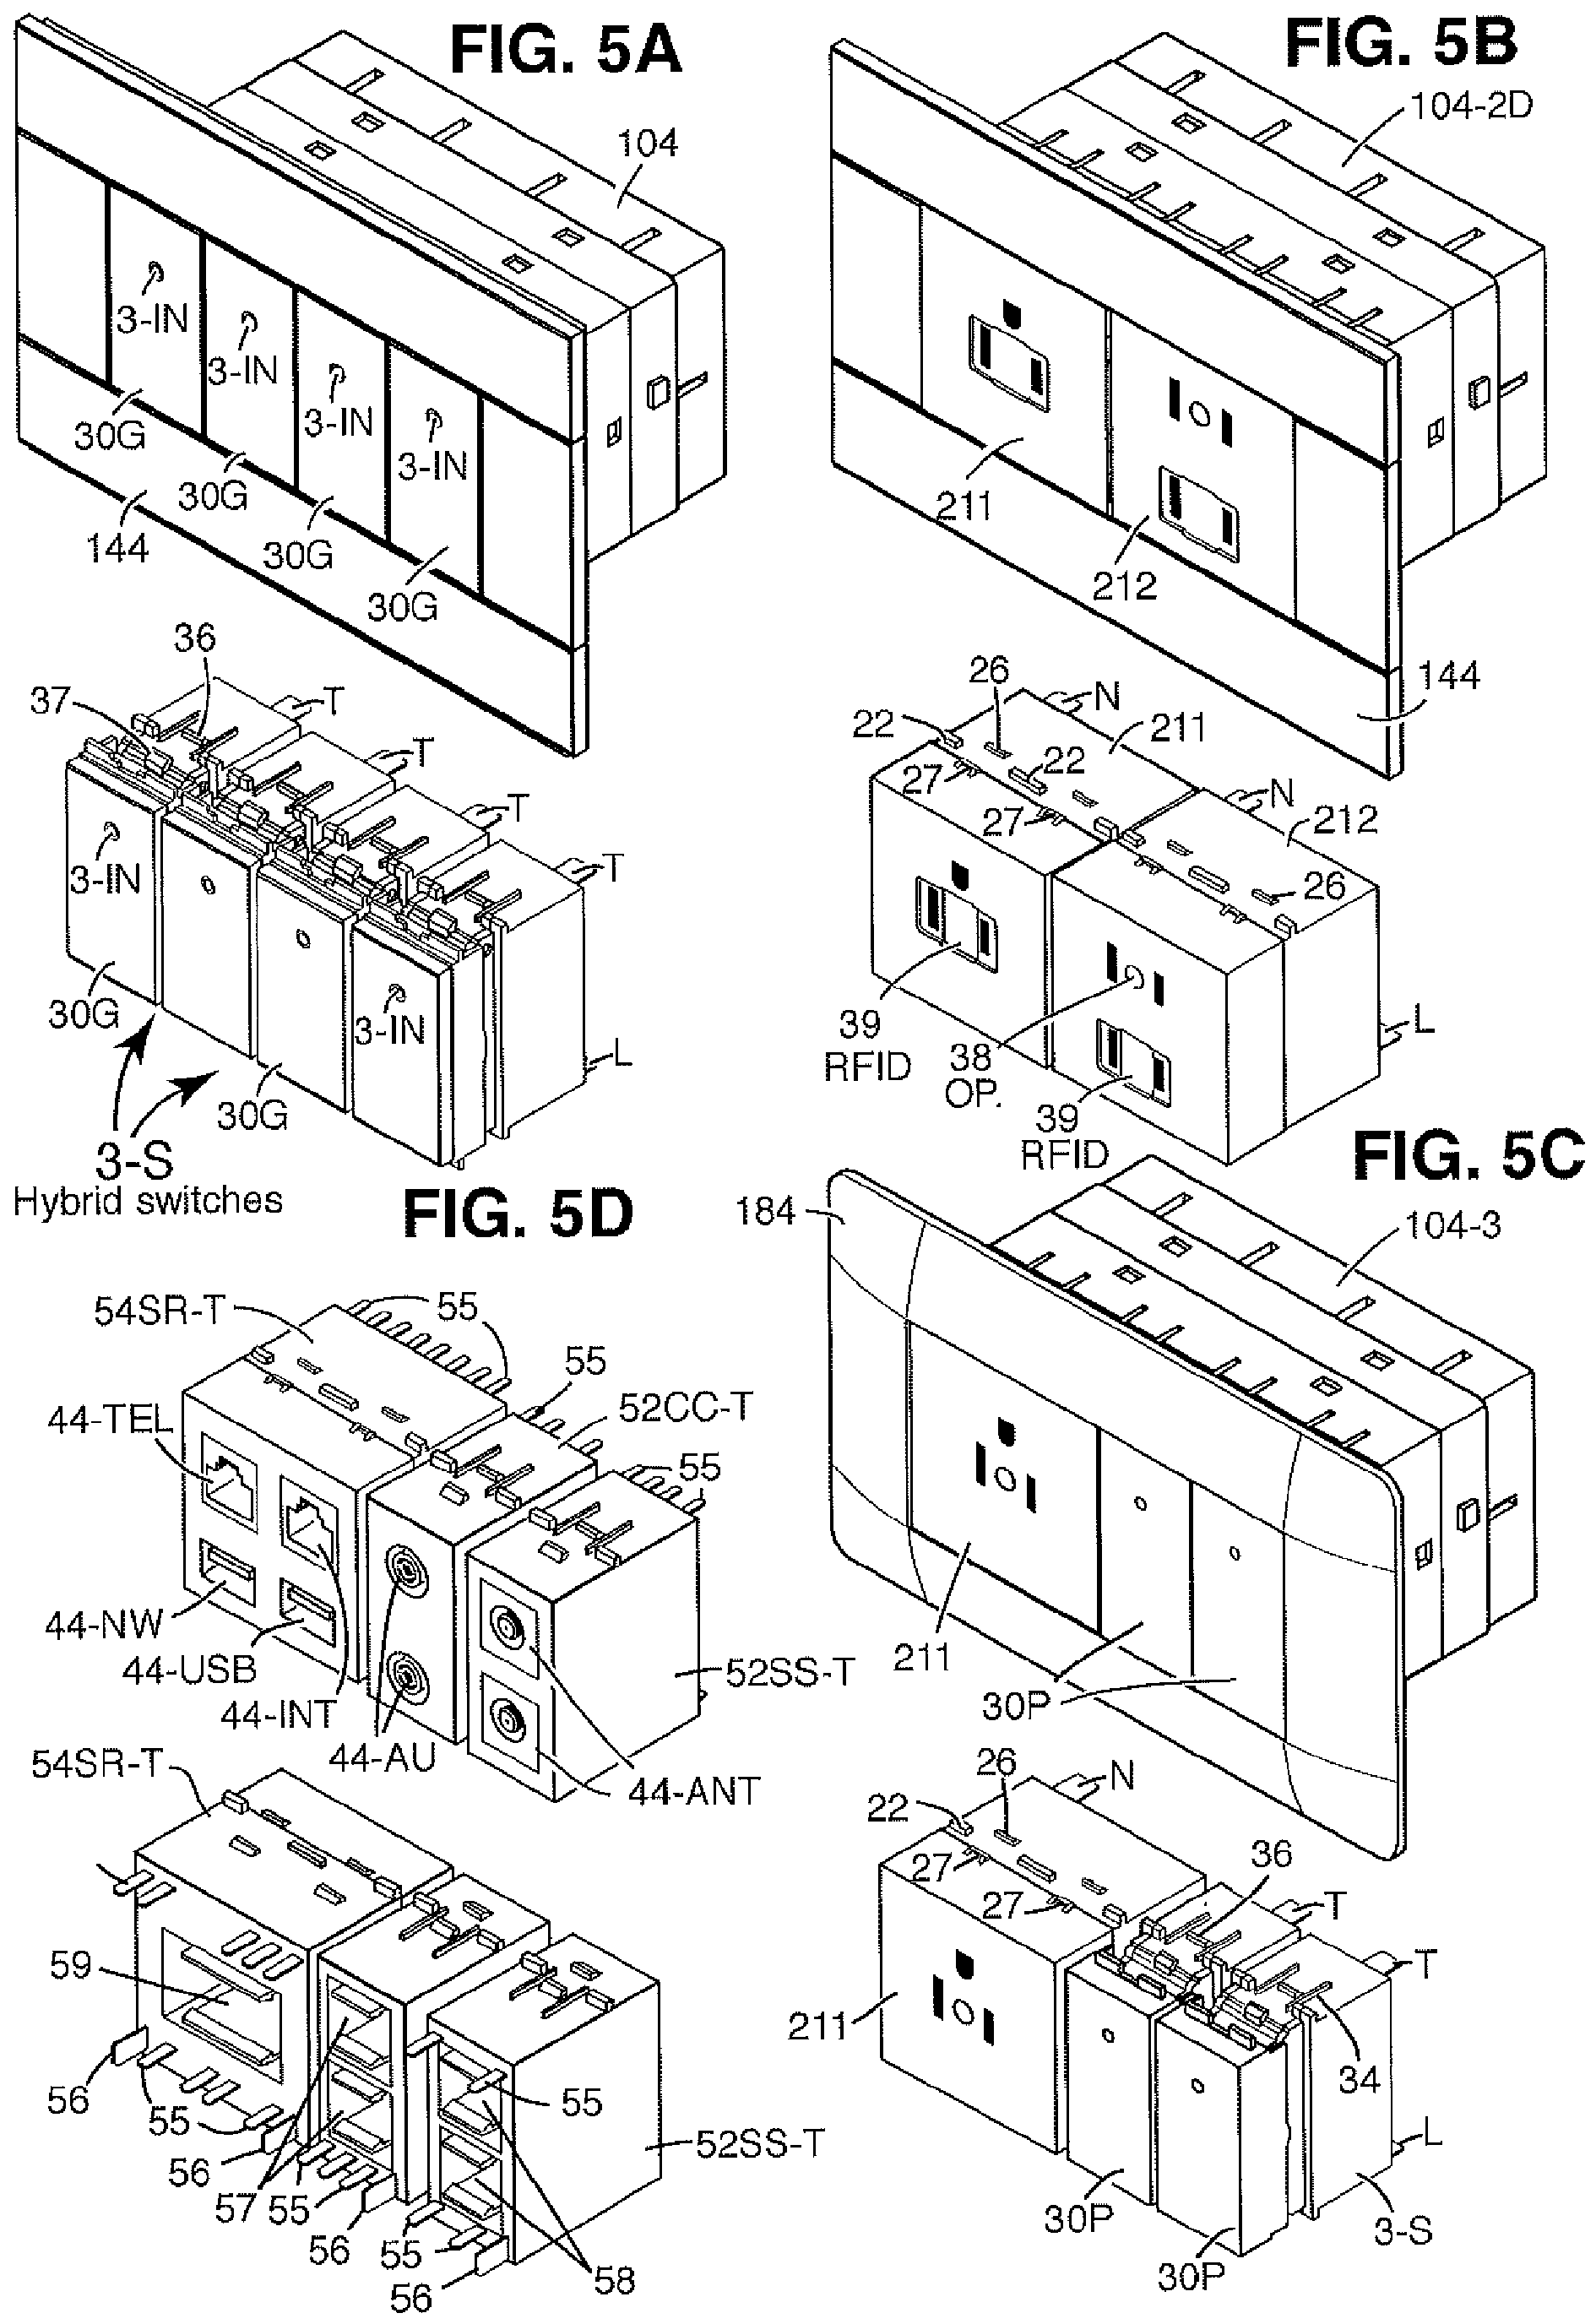 FIG. 5A
104
3-IN
3-IN
3-IN
3-IN
30G
30G
30G
30G
144
36
37
T
T
T
T
3-IN
3-IN
30G
30G
L
3-S
Hybrid switches
FIG. 5B
104-2D
211
212
144
26
N
22
211
22
27
27
N
212
26
39
RFID
38
OP.
39
RFID
L
FIG. 5C
184
104-3
211
30P
26
N
22
27
27
36
T
T
211
34
L
30P
30P
3-S
FIG. 5D
54SR-T
55
55
52CC-T
55
44-TEL
44-NW
44-USB
44-INT
44-AU
52SS-T
44-ANT
54SR-T
59
56
55
56
57
55
56
55
56
55
52SS-T
58